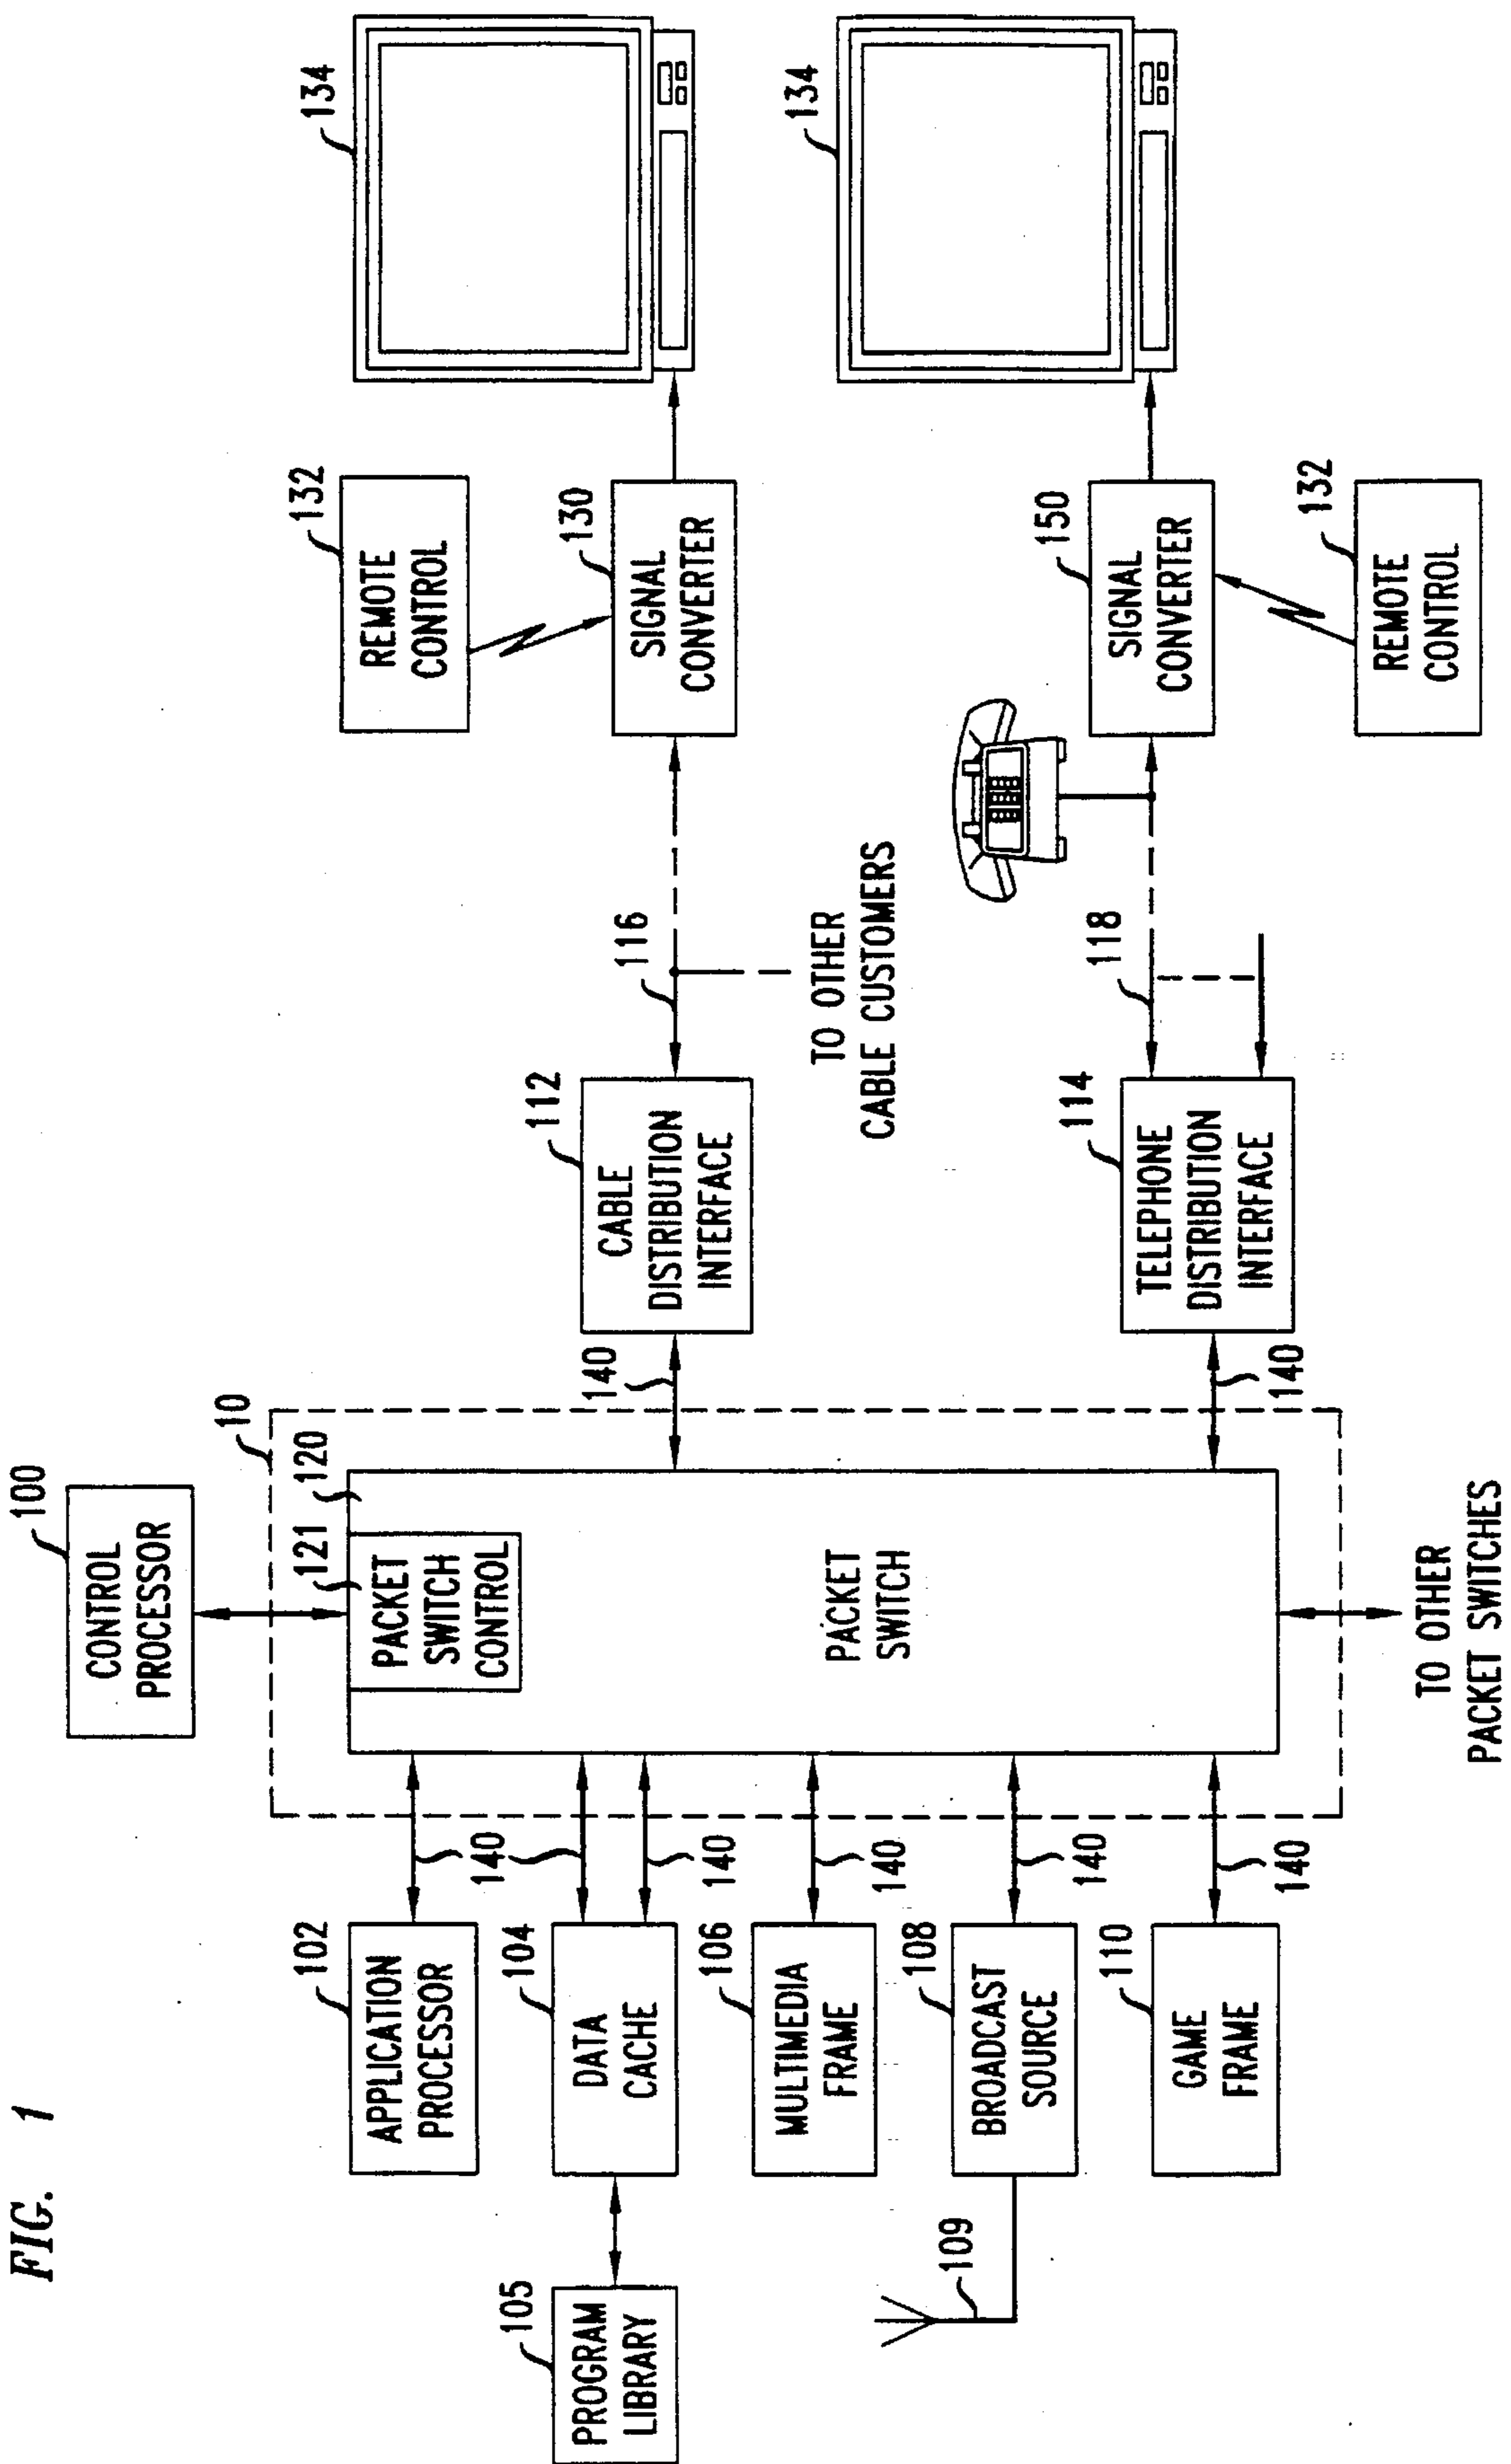 FIG. 1
100
CONTROL
PROCESSOR
10
121
120
PACKET
SWITCH
CONTROL
PACKET
SWITCH
TO OTHER
PACKET SWITCHES
102
APPLICATION
PROCESSOR
140
105
PROGRAM
LIBRARY
104
DATA
CACHE
140
106
MULTIMEDIA
FRAME
140
109
108
BROADCAST
SOURCE
140
110
GAME
FRAME
140
140
112
CABLE
DISTRIBUTION
INTERFACE
116
TO OTHER
CABLE CUSTOMERS
132
REMOTE
CONTROL
130
SIGNAL
CONVERTER
134
140
114
TELEPHONE
DISTRIBUTION
INTERFACE
118
150
SIGNAL
CONVERTER
132
REMOTE
CONTROL
134